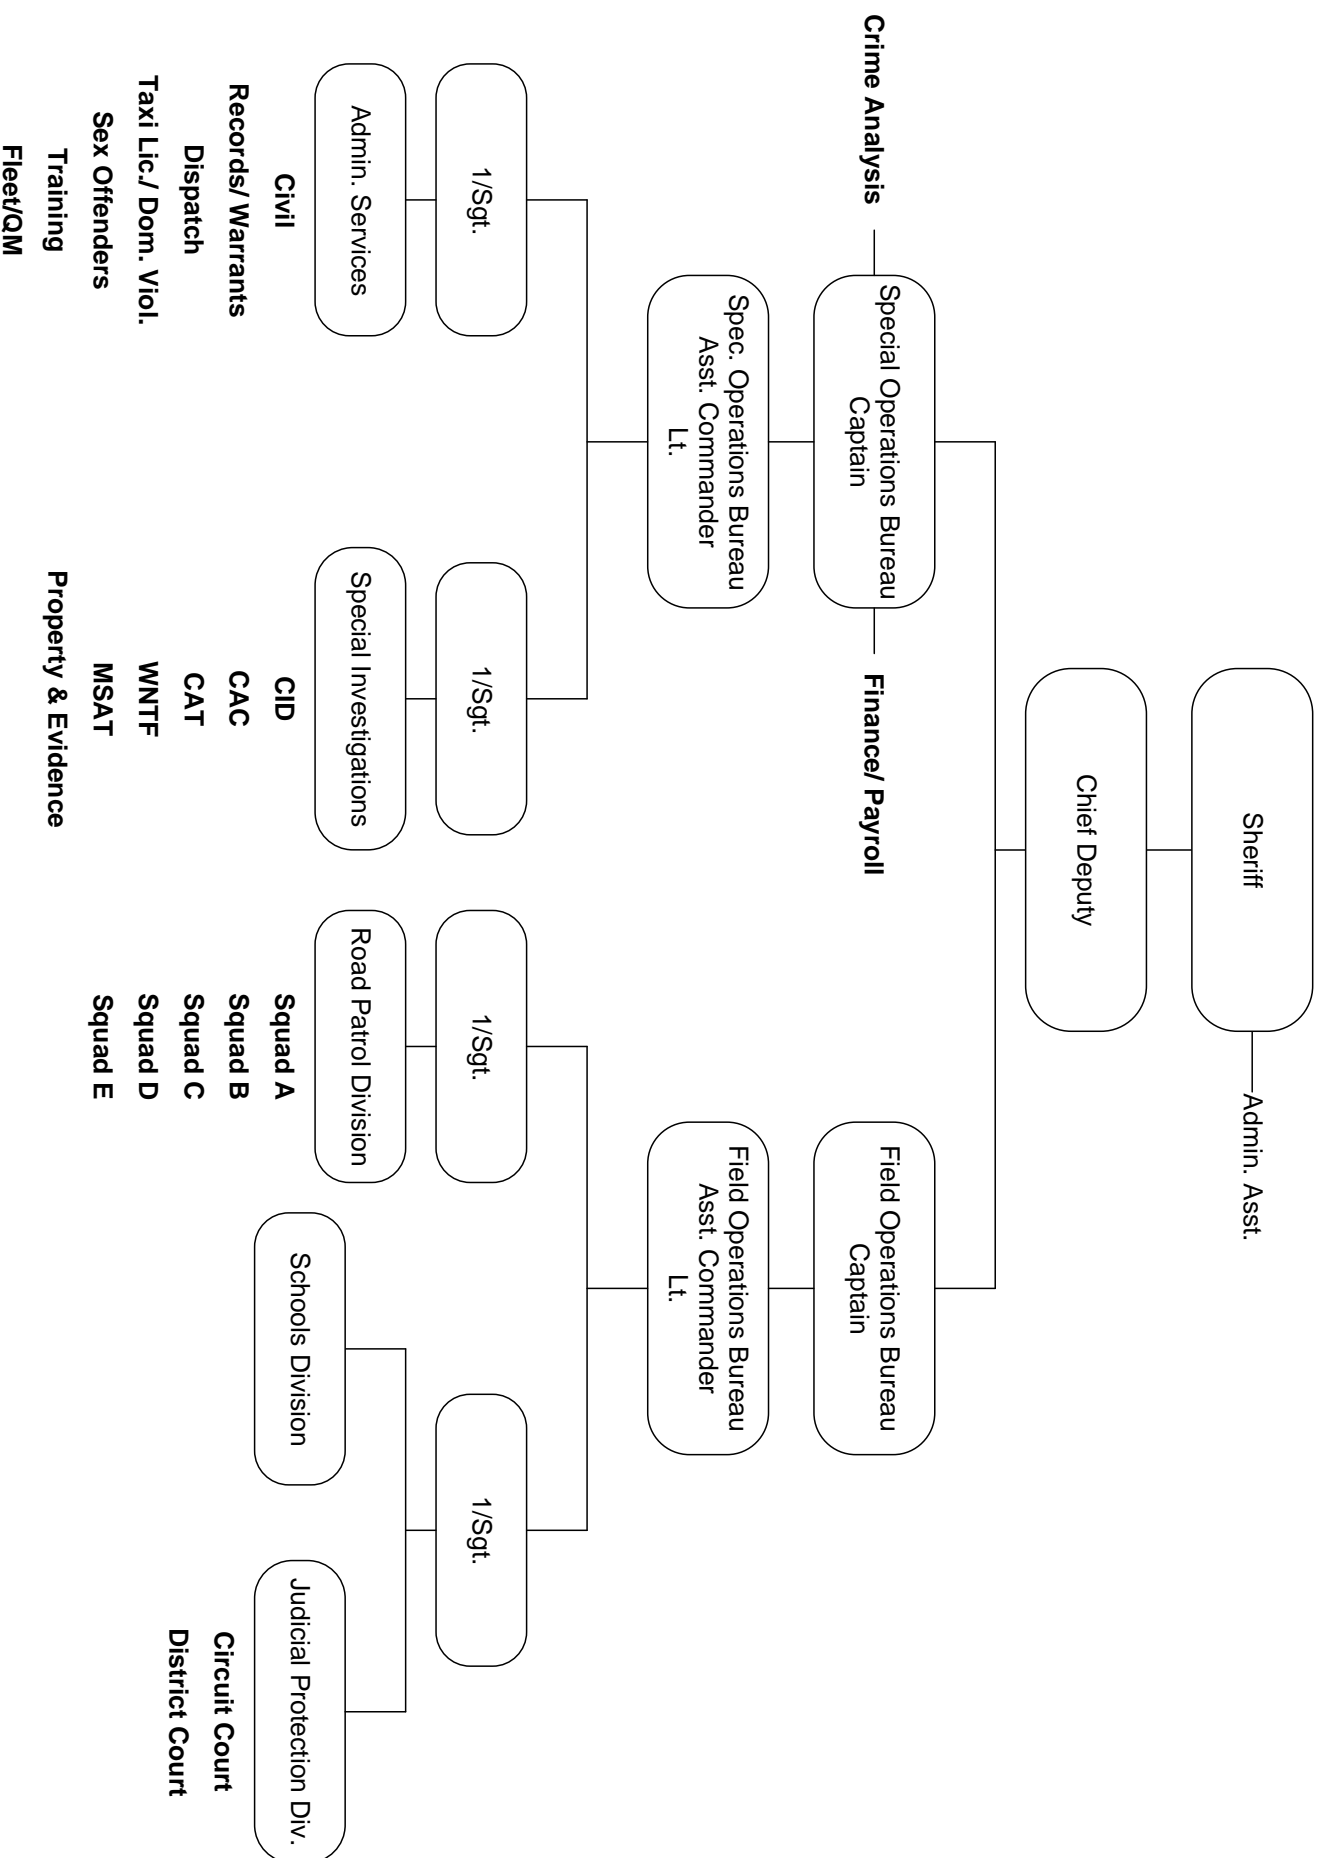 Sheriff
Admin. Asst.
Chief Deputy
Crime Analysis
Special Operations Bureau
Captain
Finance/ Payroll
Field Operations Bureau
Captain
Spec. Operations Bureau
Asst. Commander
Lt.
Field Operations Bureau
Asst. Commander
Lt.
1/Sgt.
1/Sgt.
1/Sgt.
1/Sgt.
Admin. Services
Civil
Records/ Warrants
Dispatch
Taxi Lic./ Dom. Viol.
Sex Offenders
Training
Fleet/QM
Special Investigations
CID
CAC
CAT
WNTF
MSAT
Property & Evidence
Road Patrol Division
Squad A
Squad B
Squad C
Squad D
Squad E
Schools Division
Judicial Protection Div.
Circuit Court
District Court